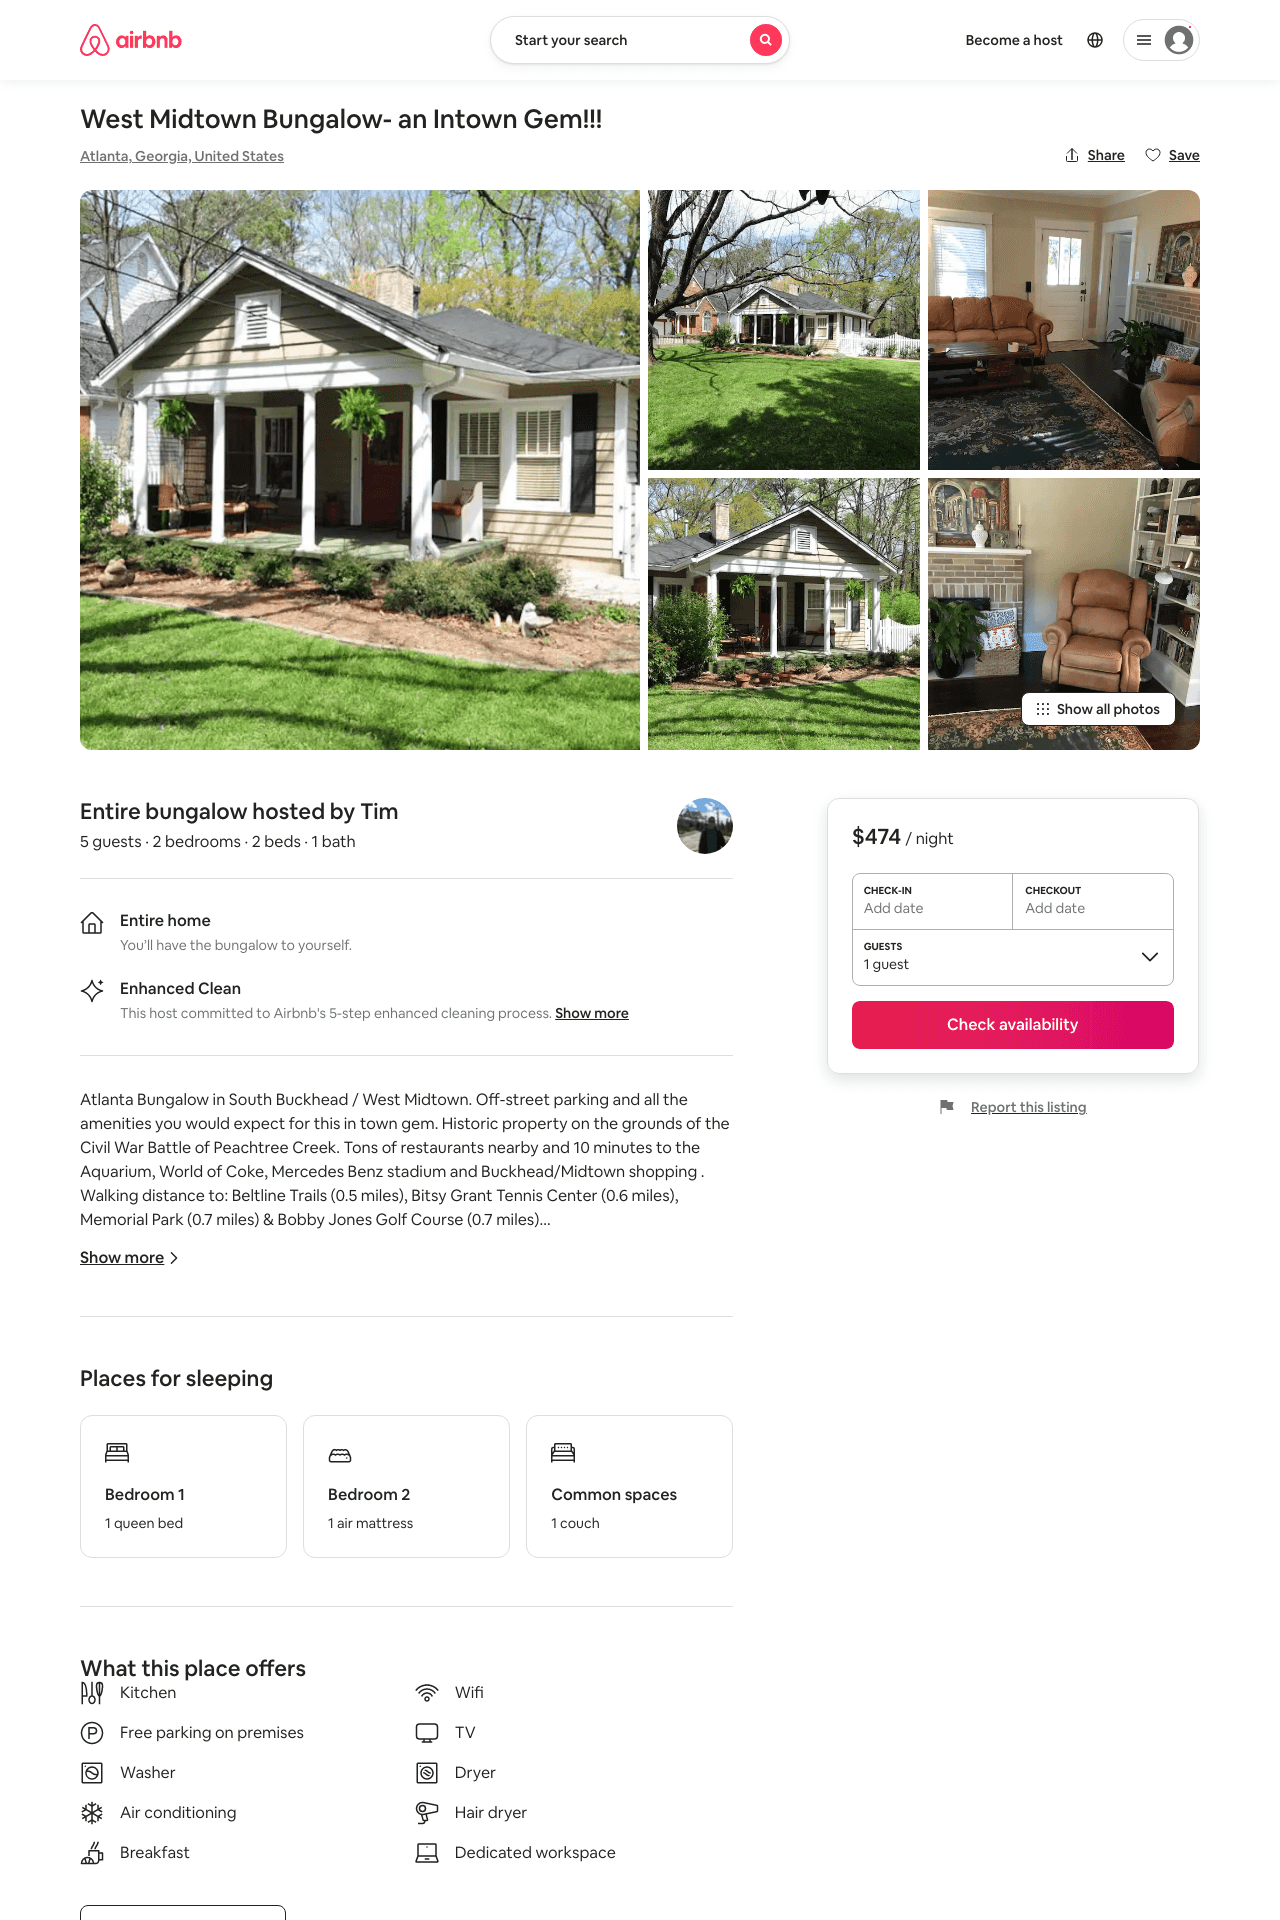 airbnb
Start your search
Become a host
West Midtown Bungalow- an Intown Gem!!!
Atlanta, Georgia, United States
Share
Save
Show all photos
Entire bungalow hosted by Tim
5 guests · 2 bedrooms · 2 beds · 1 bath
Entire home
You’ll have the bungalow to yourself.
Enhanced Clean
This host committed to Airbnb's 5-step enhanced cleaning process. Show more
$474 / night
CHECK-IN
Add date
CHECKOUT
Add date
GUESTS
1 guest
Check availability
Report this listing
Atlanta Bungalow in South Buckhead / West Midtown. Off-street parking and all the
amenities you would expect for this in town gem. Historic property on the grounds of the
Civil War Battle of Peachtree Creek. Tons of restaurants nearby and 10 minutes to the
Aquarium, World of Coke, Mercedes Benz stadium and Buckhead/Midtown shopping .
Walking distance to: Beltline Trails (0.5 miles), Bitsy Grant Tennis Center (0.6 miles),
Memorial Park (0.7 miles) & Bobby Jones Golf Course (0.7 miles)...
Show more
Places for sleeping
Bedroom 1
1 queen bed
Bedroom 2
1 air mattress
Common spaces
1 couch
What this place offers
Kitchen
Wifi
Free parking on premises
TV
Washer
Dryer
Air conditioning
Hair dryer
Breakfast
Dedicated workspace